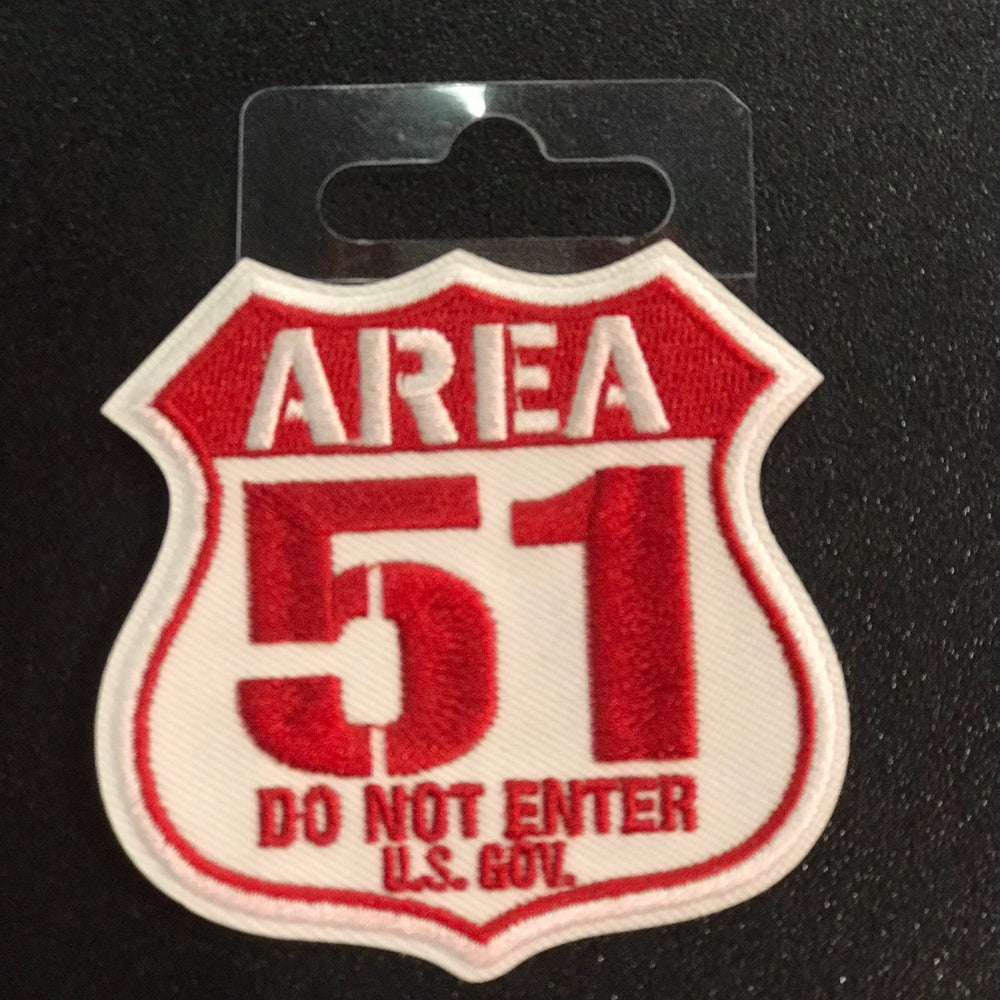 AREA
51
DO NOT ENTER
U.S. GOV.